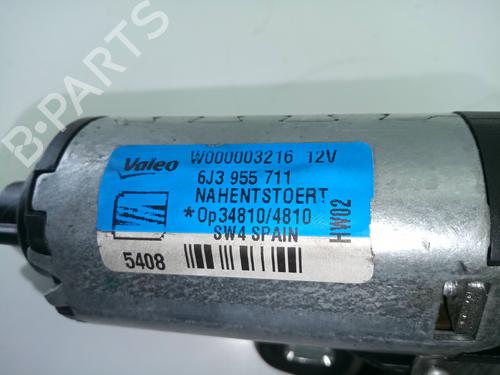 Valeo W000003216 12V
6J3 955 711
NAHENTSTOERT
*Op34810/4810
SW4 SPAIN
HW02
5408
B-PARTS